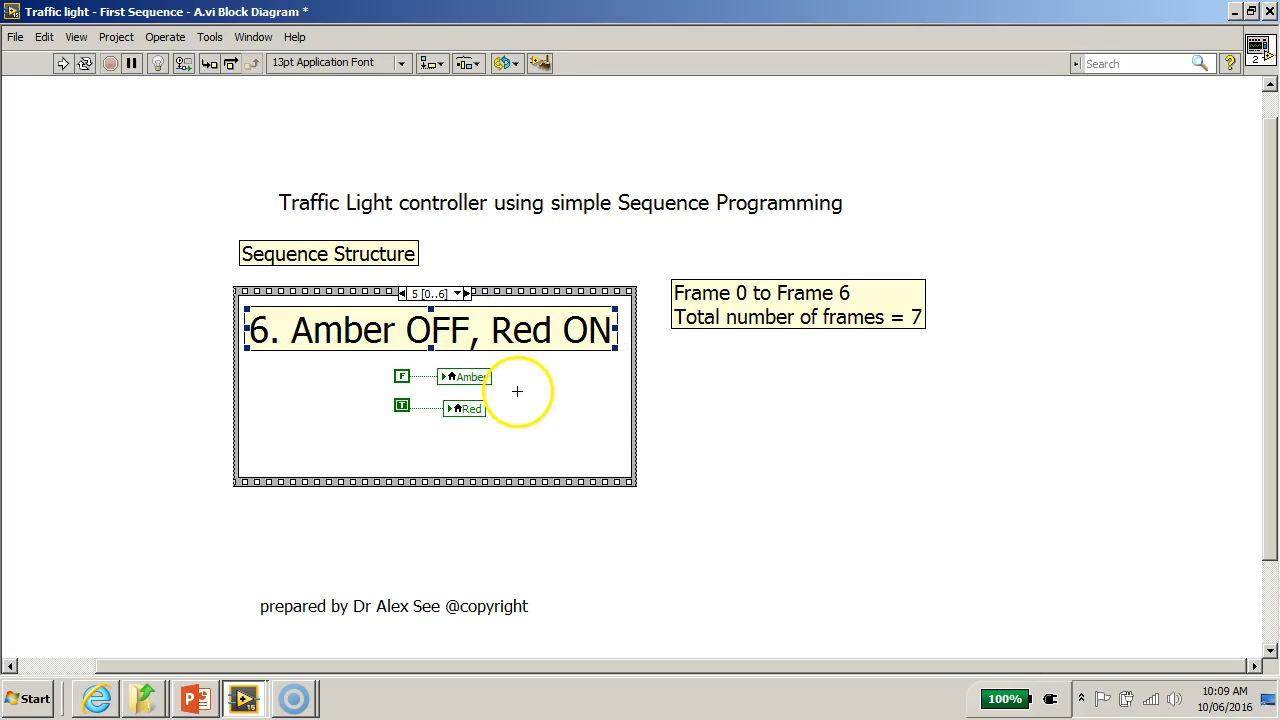 Traffic light - First Sequence - A.vi Block Diagram *
File Edit View Project Operate Tools Window Help
13pt Application Font
Search
?
2
Traffic Light controller using simple Sequence Programming
Sequence Structure
5 [0..6]
Frame 0 to Frame 6
Total number of frames = 7
6. Amber OFF, Red ON
F Amber
T Red
prepared by Dr Alex See @copyright
Start
15
100%
10:09 AM
10/06/2016